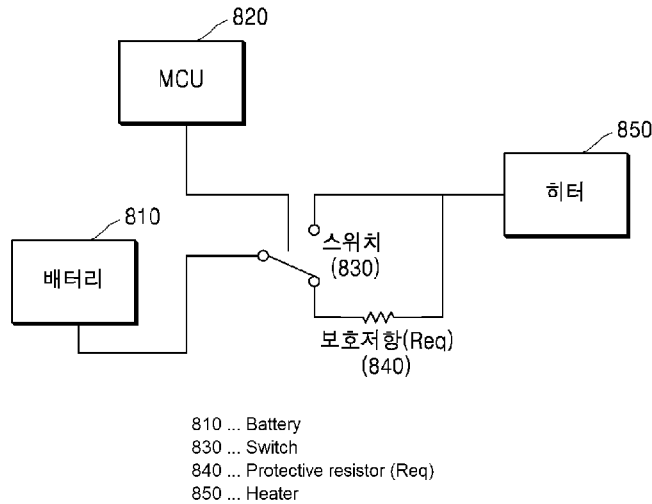 820
MCU
850
히터
810
배터리
스위치
(830)
보호저항(Req)
(840)
810 ... Battery
830 ... Switch
840 ... Protective resistor (Req)
850 ... Heater